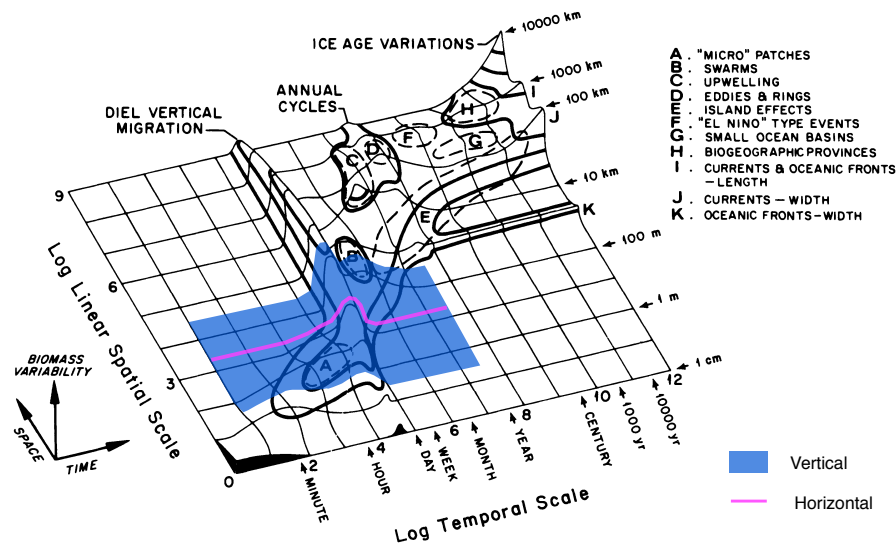 10000 km
ICE AGE VARIATIONS
1000 km
I
100 km
J
A . "MICRO" PATCHES
B . SWARMS
C . UPWELLING
D . EDDIES & RINGS
E . ISLAND EFFECTS
F . "EL NINO" TYPE EVENTS
G . SMALL OCEAN BASINS
H . BIOGEOGRAPHIC PROVINCES
I . CURRENTS & OCEANIC FRONTS
–LENGTH
J . CURRENTS – WIDTH
K . OCEANIC FRONTS–WIDTH
ANNUAL
CYCLES
DIEL VERTICAL
MIGRATION
H
F
G
D
C
E
B
A
10 km
K
100 m
1 m
1 cm
9
6
3
0
Log Linear Spatial Scale
BIOMASS
VARIABILITY
SPACE
TIME
2
4
6
8
10
12
MINUTE
HOUR
DAY
WEEK
MONTH
YEAR
CENTURY
1000 yr
10000 yr
Log Temporal Scale
Vertical
Horizontal